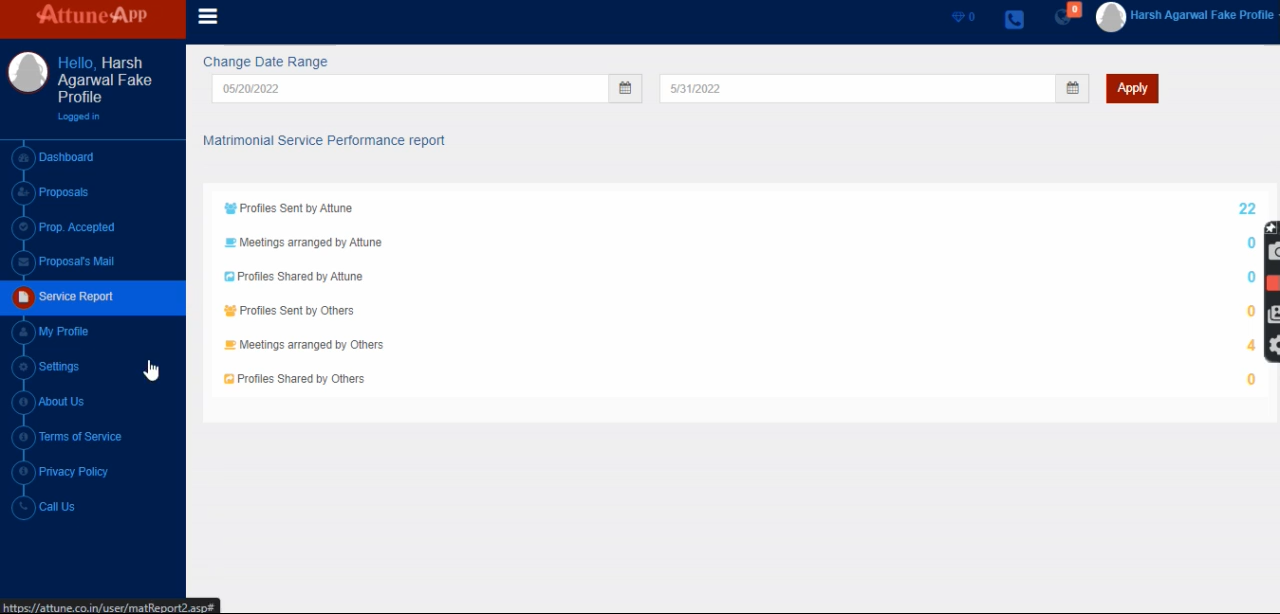 AttuneApp
0
0
Harsh Agarwal Fake Profile
Hello, Harsh
Agarwal Fake
Profile
Logged in
Dashboard
Proposals
Prop. Accepted
Proposal's Mail
Service Report
My Profile
Settings
About Us
Terms of Service
Privacy Policy
Call Us
Change Date Range
05/20/2022
5/31/2022
Apply
Matrimonial Service Performance report
Profiles Sent by Attune 22
Meetings arranged by Attune 0
Profiles Shared by Attune 0
Profiles Sent by Others 0
Meetings arranged by Others 4
Profiles Shared by Others 0
https://attune.co.in/user/matReport2.asp#